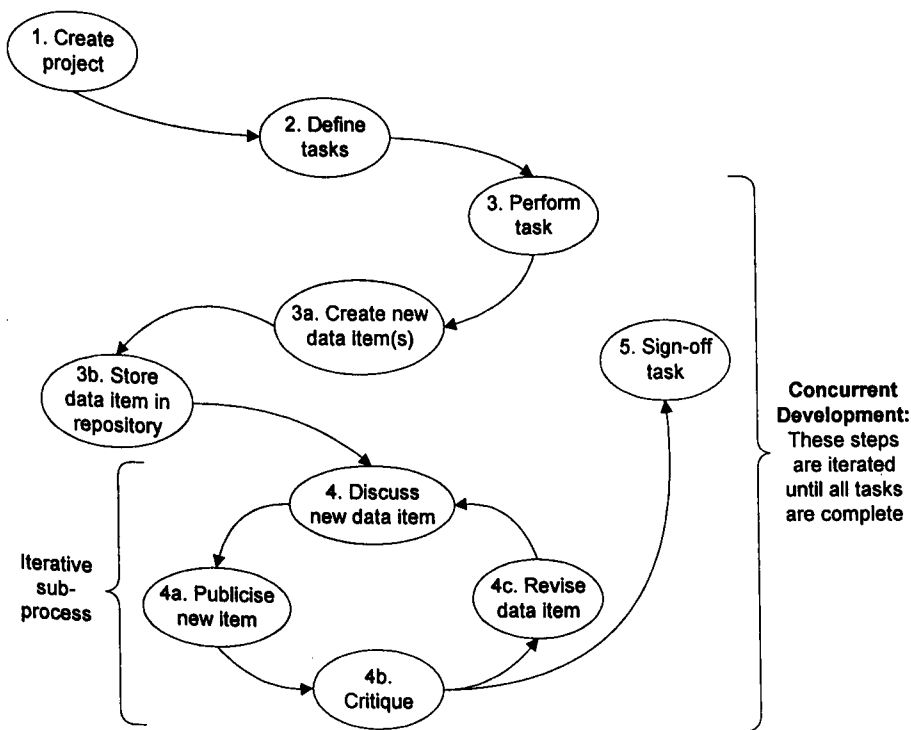 1. Create
project
2. Define
tasks
3. Perform
task
3a. Create new
data item(s)
3b. Store
data item in
repository
5. Sign-off
task
Concurrent
Development:
These steps
are iterated
until all tasks
are complete
4. Discuss
new data item
Iterative
sub-
process
4a. Publicise
new item
4c. Revise
data item
4b.
Critique